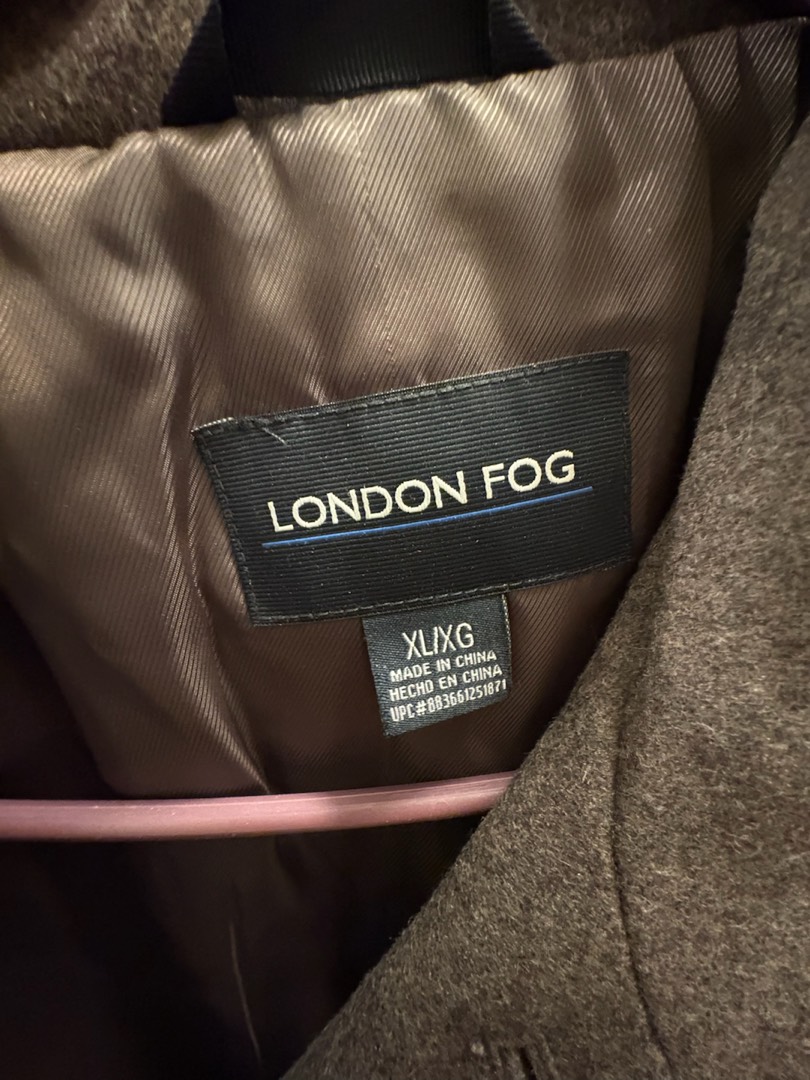 LONDON FOG
XL/XG
MADE IN CHINA
HECHO EN CHINA
UPC#883661251871